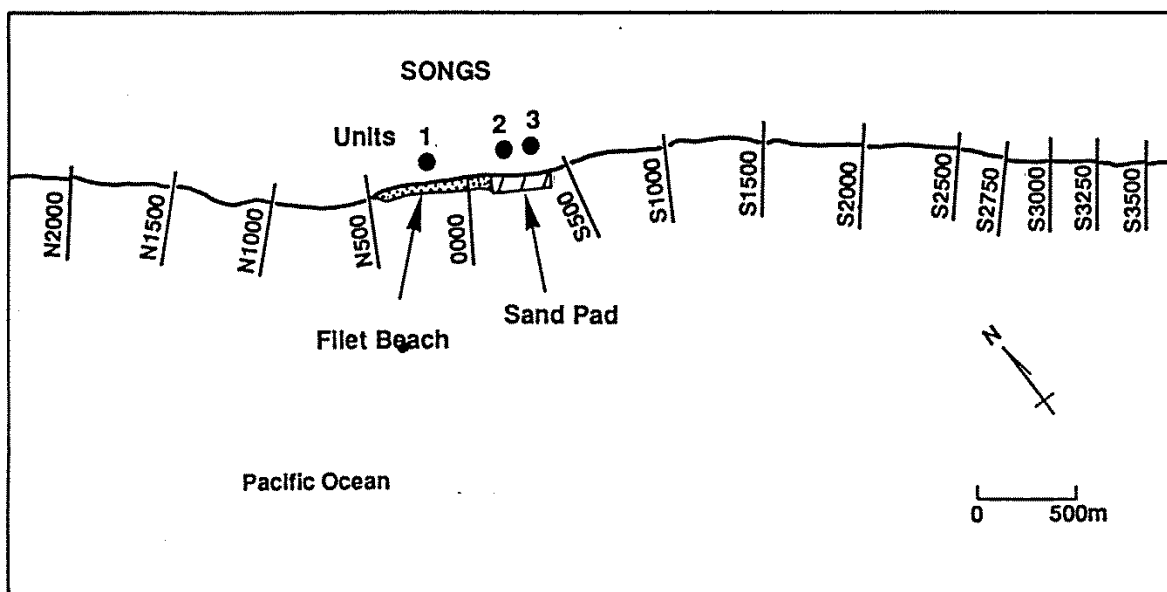 SONGS
Units 1 2 3
N2000
N1500
N1000
N500
0000
S500
S1000
S1500
S2000
S2500
S2750
S3000
S3250
S3500
Filet Beach
Sand Pad
N
Pacific Ocean
0 500m